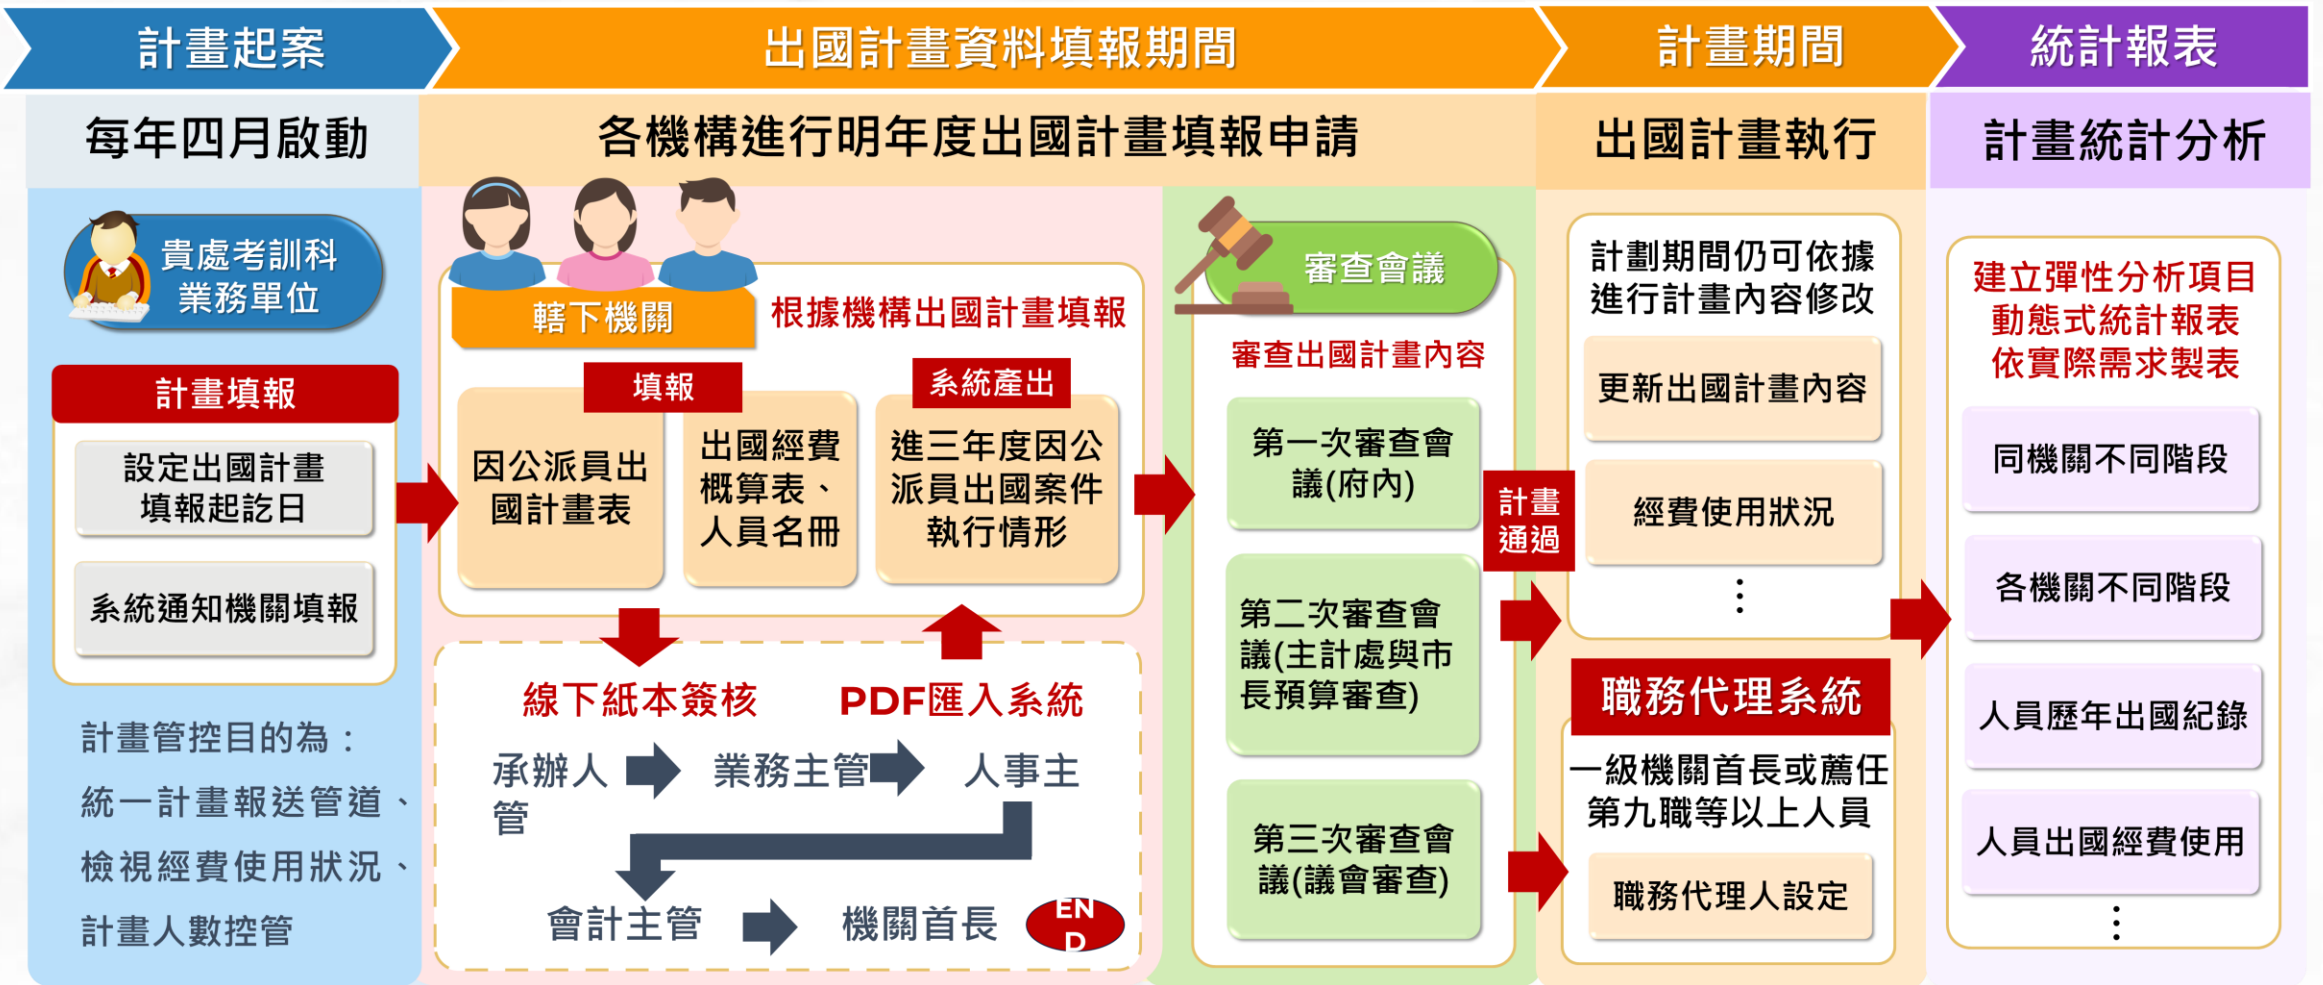 計畫起案
出國計畫資料填報期間
計畫期間
統計報表
每年四月啟動
各機構進行明年度出國計畫填報申請
出國計畫執行
計畫統計分析
貴處考訓科
業務單位
計畫填報
設定出國計畫
填報起訖日
系統通知機關填報
計畫管控目的為：
統一計畫報送管道、
檢視經費使用狀況、
計畫人數控管
轄下機關
根據機構出國計畫填報
填報
系統產出
因公派員出
國計畫表
出國經費
概算表、
人員名冊
進三年度因公
派員出國案件
執行情形
線下紙本簽核
PDF匯入系統
承辦人
業務主管
人事主
管
會計主管
機關首長
EN
D
審查會議
審查出國計畫內容
第一次審查會
議(府內)
第二次審查會
議(主計處與市
長預算審查)
第三次審查會
議(議會審查)
計畫
通過
計劃期間仍可依據
進行計畫內容修改
更新出國計畫內容
經費使用狀況
⋮
職務代理系統
一級機關首長或薦任
第九職等以上人員
職務代理人設定
建立彈性分析項目
動態式統計報表
依實際需求製表
同機關不同階段
各機關不同階段
人員歷年出國紀錄
人員出國經費使用
⋮